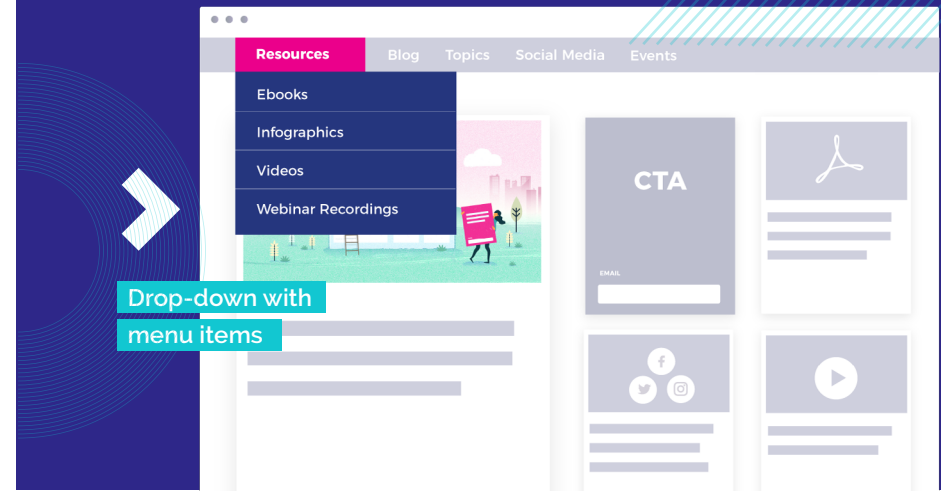 Resources Blog Topics Social Media Events
Ebooks
Infographics
Videos
Webinar Recordings
CTA
EMAIL
Drop-down with
menu items